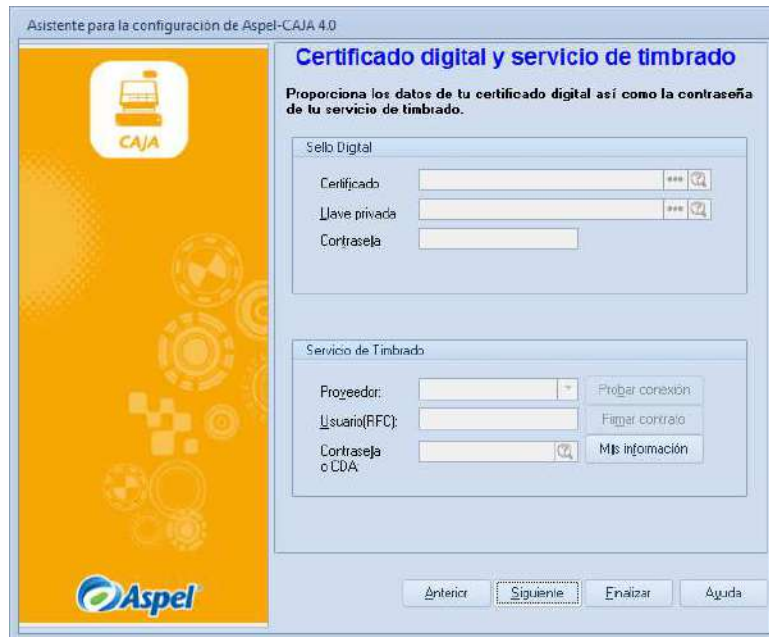 Asistente para la configuración de Aspel-CAJA 4.0
CAJA
Certificado digital y servicio de timbrado
Proporciona los datos de tu certificado digital así como la contraseña
de tu servicio de timbrado.
Sello Digital
Certificado
Llave privada
Contraseña
Servicio de Timbrado
Proveedor:
Probar conexión
Usuario(RFC):
Firmar contrato
Contraseña
o CDA:
Más información
Aspel
Anterior
Siguiente
Finalizar
Ayuda